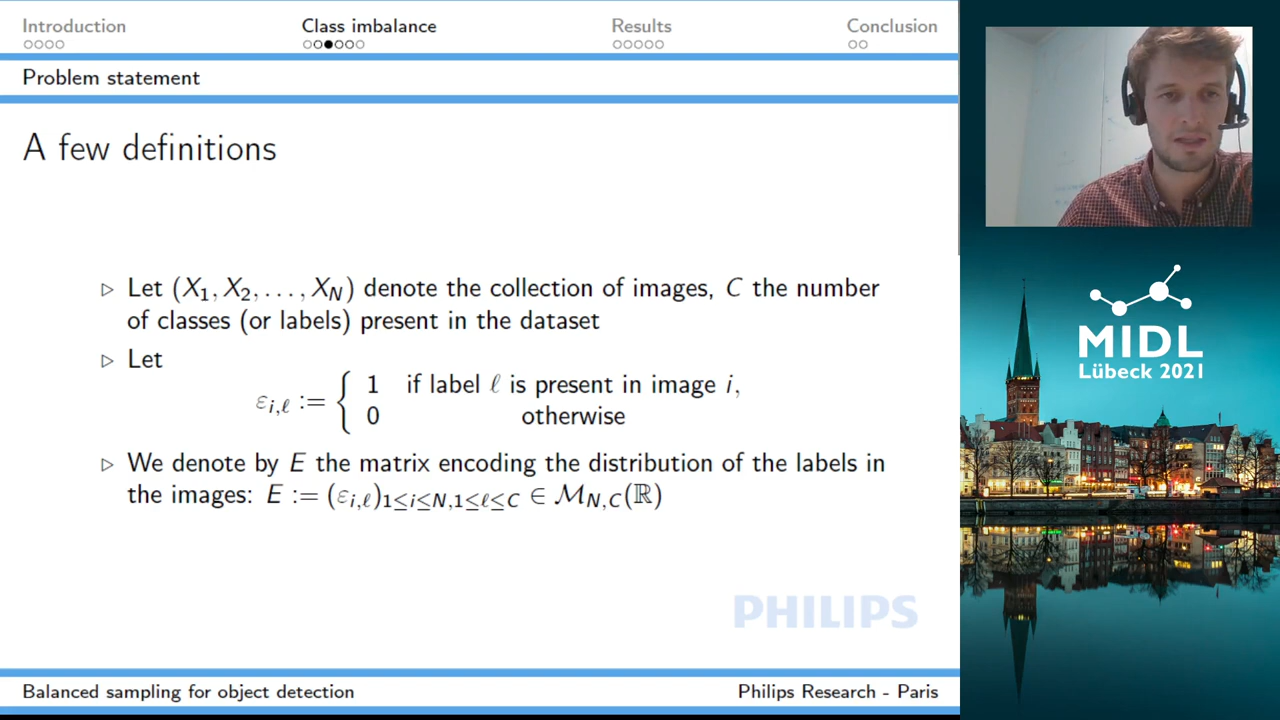 Introduction
Class imbalance
Results
Conclusion
Problem statement
A few definitions
▷ Let (X₁, X₂, . . . , X_N) denote the collection of images, C the number
of classes (or labels) present in the dataset
▷ Let
ε_{i,ℓ} := { 1 if label ℓ is present in image i,
0 otherwise
▷ We denote by E the matrix encoding the distribution of the labels in
the images: E := (ε_{i,ℓ})_{1≤i≤N,1≤ℓ≤C} ∈ M_{N,C}(ℝ)
PHILIPS
Balanced sampling for object detection
Philips Research - Paris
MIDL
Lübeck 2021